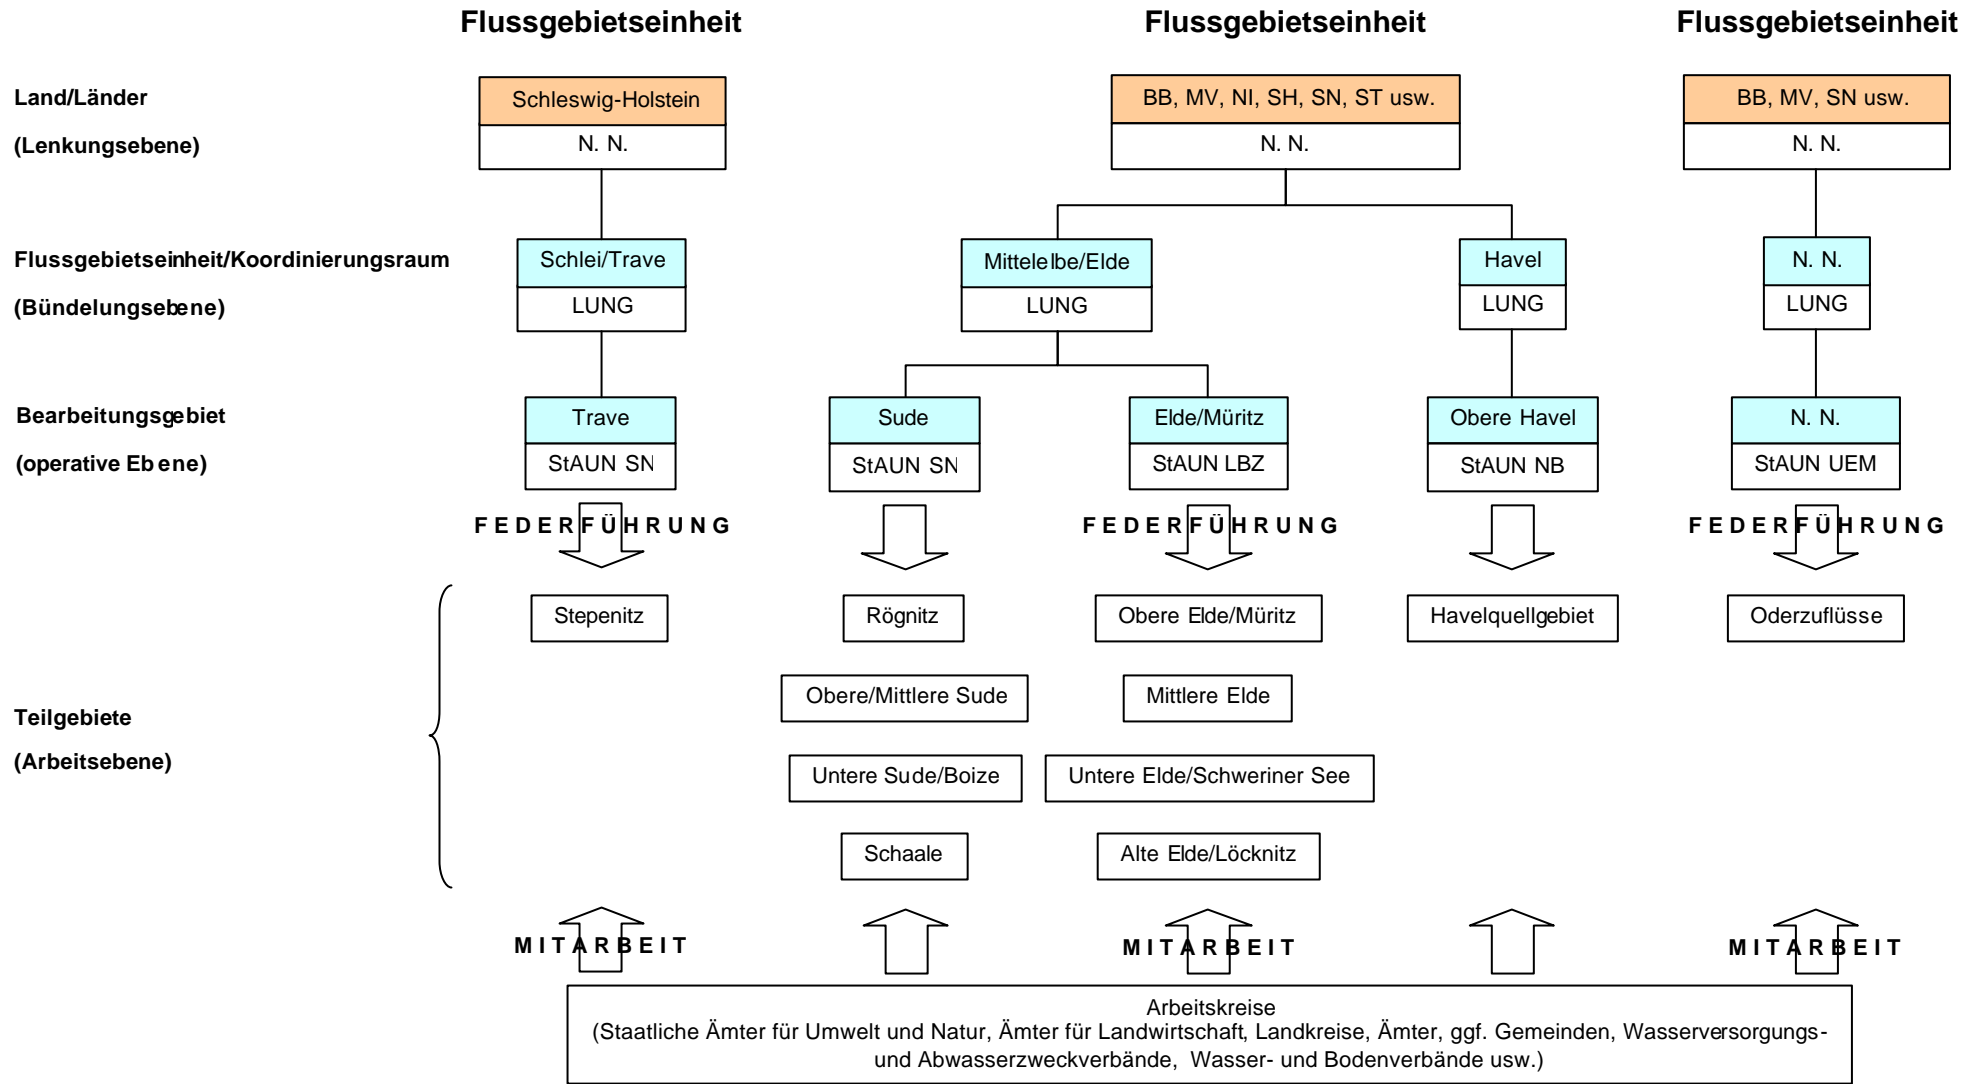 Flussgebietseinheit Flussgebietseinheit Flussgebietseinheit
Land/Länder Schleswig-Holstein BB, MV, NI, SH, SN, ST usw. BB, MV, SN usw.
(Lenkungsebene) N. N. N. N. N. N.
Flussgebietseinheit/Koordinierungsraum Schlei/Trave Mittelelbe/Elde Havel N. N.
(Bündelungsebene) LUNG LUNG LUNG LUNG
Bearbeitungsgebiet Trave Sude Elde/Müritz Obere Havel N. N.
(operative Ebene) StAUN SN StAUN SN StAUN LBZ StAUN NB StAUN UEM
FEDERFÜHRUNG FEDERFÜHRUNG FEDERFÜHRUNG
Stepenitz Rögnitz Obere Elde/Müritz Havelquellgebiet Oderzuflüsse
Obere/Mittlere Sude Mittlere Elde
Teilgebiete
(Arbeitsebene)
Untere Sude/Boize Untere Elde/Schweriner See
Schaale Alte Elde/Löcknitz
MITARBEIT MITARBEIT MITARBEIT
Arbeitskreise
(Staatliche Ämter für Umwelt und Natur, Ämter für Landwirtschaft, Landkreise, Ämter, ggf. Gemeinden, Wasserversorgungs-
und Abwasserzweckverbände, Wasser- und Bodenverbände usw.)